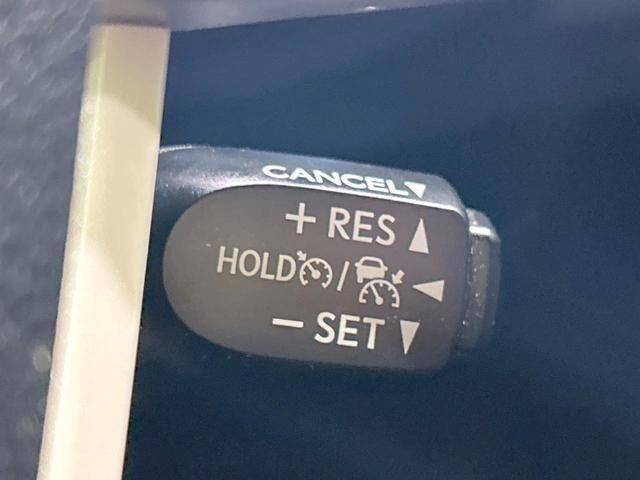 CANCEL▼
+ RES ▲
HOLD / ◀
− SET ▼